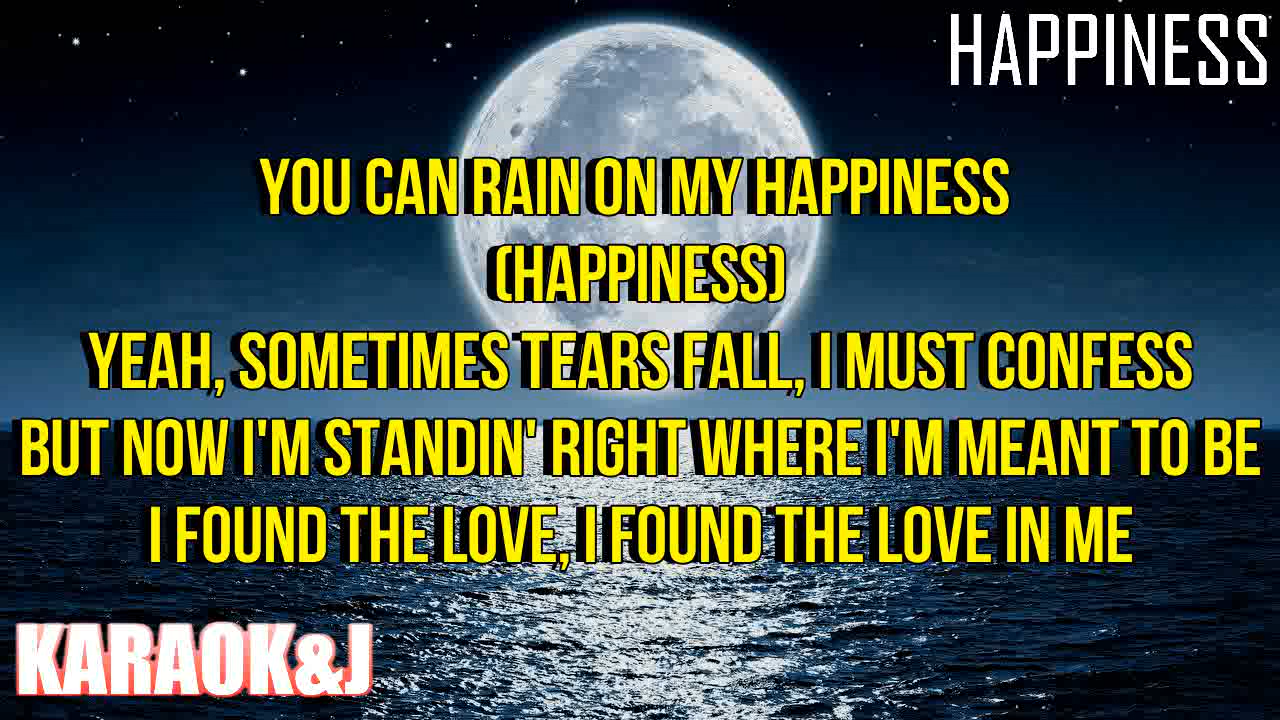 HAPPINESS
YOU CAN RAIN ON MY HAPPINESS
(HAPPINESS)
YEAH, SOMETIMES TEARS FALL, I MUST CONFESS
BUT NOW I'M STANDIN' RIGHT WHERE I'M MEANT TO BE
I FOUND THE LOVE, I FOUND THE LOVE IN ME
KARAOK&J